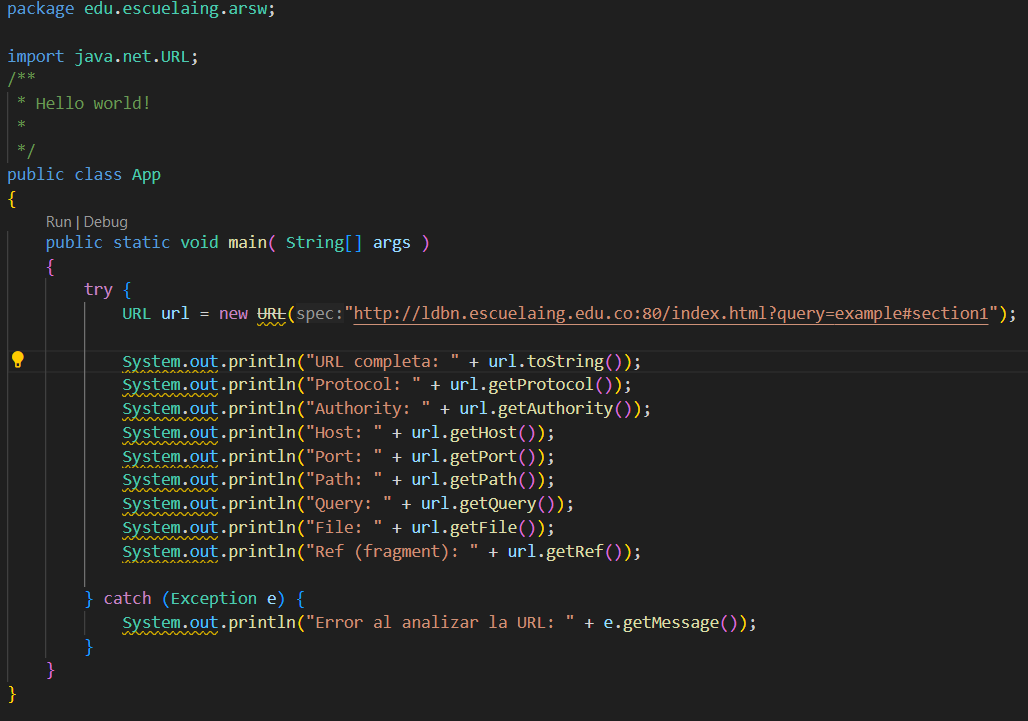 package edu.escuelaing.arsw;

import java.net.URL;
/**
 * Hello world!
 *
 */
public class App
{
    Run | Debug
    public static void main( String[] args )
    {
        try {
            URL url = new URL(spec:"http://ldbn.escuelaing.edu.co:80/index.html?query=example#section1");

            System.out.println("URL completa: " + url.toString());
            System.out.println("Protocol: " + url.getProtocol());
            System.out.println("Authority: " + url.getAuthority());
            System.out.println("Host: " + url.getHost());
            System.out.println("Port: " + url.getPort());
            System.out.println("Path: " + url.getPath());
            System.out.println("Query: " + url.getQuery());
            System.out.println("File: " + url.getFile());
            System.out.println("Ref (fragment): " + url.getRef());

        } catch (Exception e) {
            System.out.println("Error al analizar la URL: " + e.getMessage());
        }
    }
}